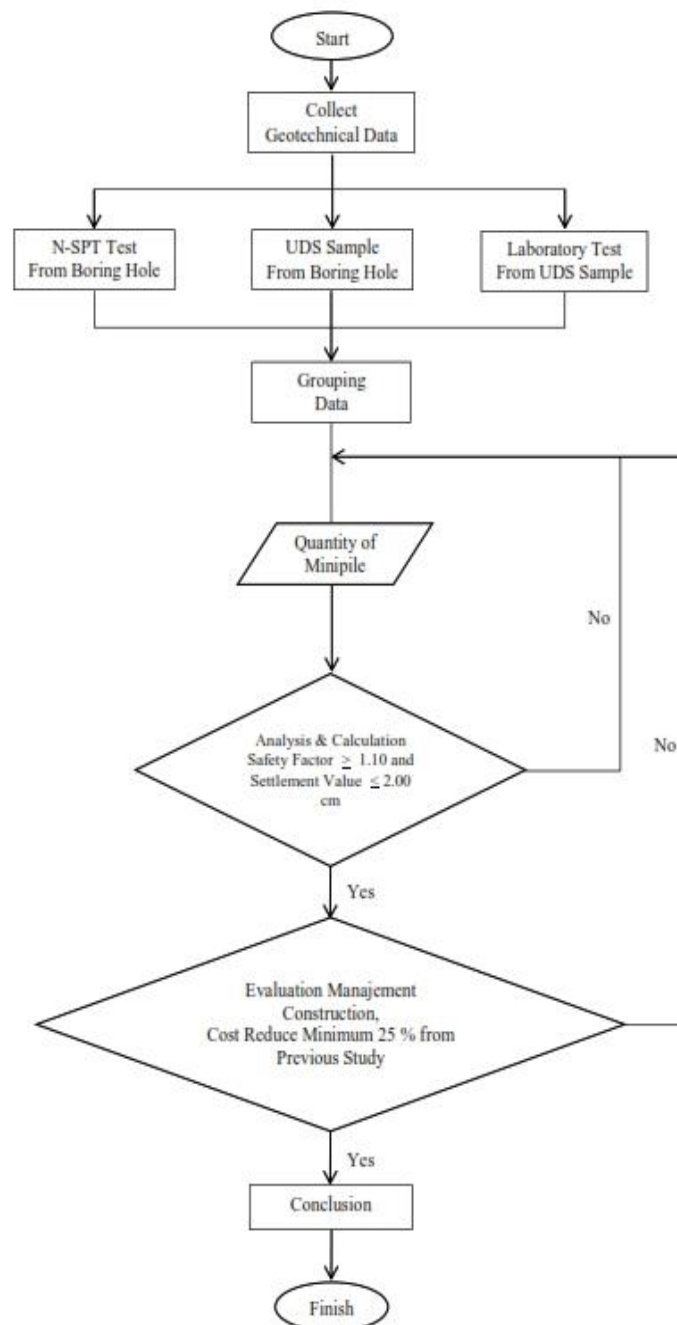 Start
Collect
Geotechnical Data
N-SPT Test
From Boring Hole
UDS Sample
From Boring Hole
Laboratory Test
From UDS Sample
Grouping
Data
Quantity of
Minipile
No
No
Analysis & Calculation
Safety Factor ≥ 1.10 and
Settlement Value ≤ 2.00
cm
Yes
Evaluation Manajement
Construction,
Cost Reduce Minimum 25 % from
Previous Study
Yes
Conclusion
Finish